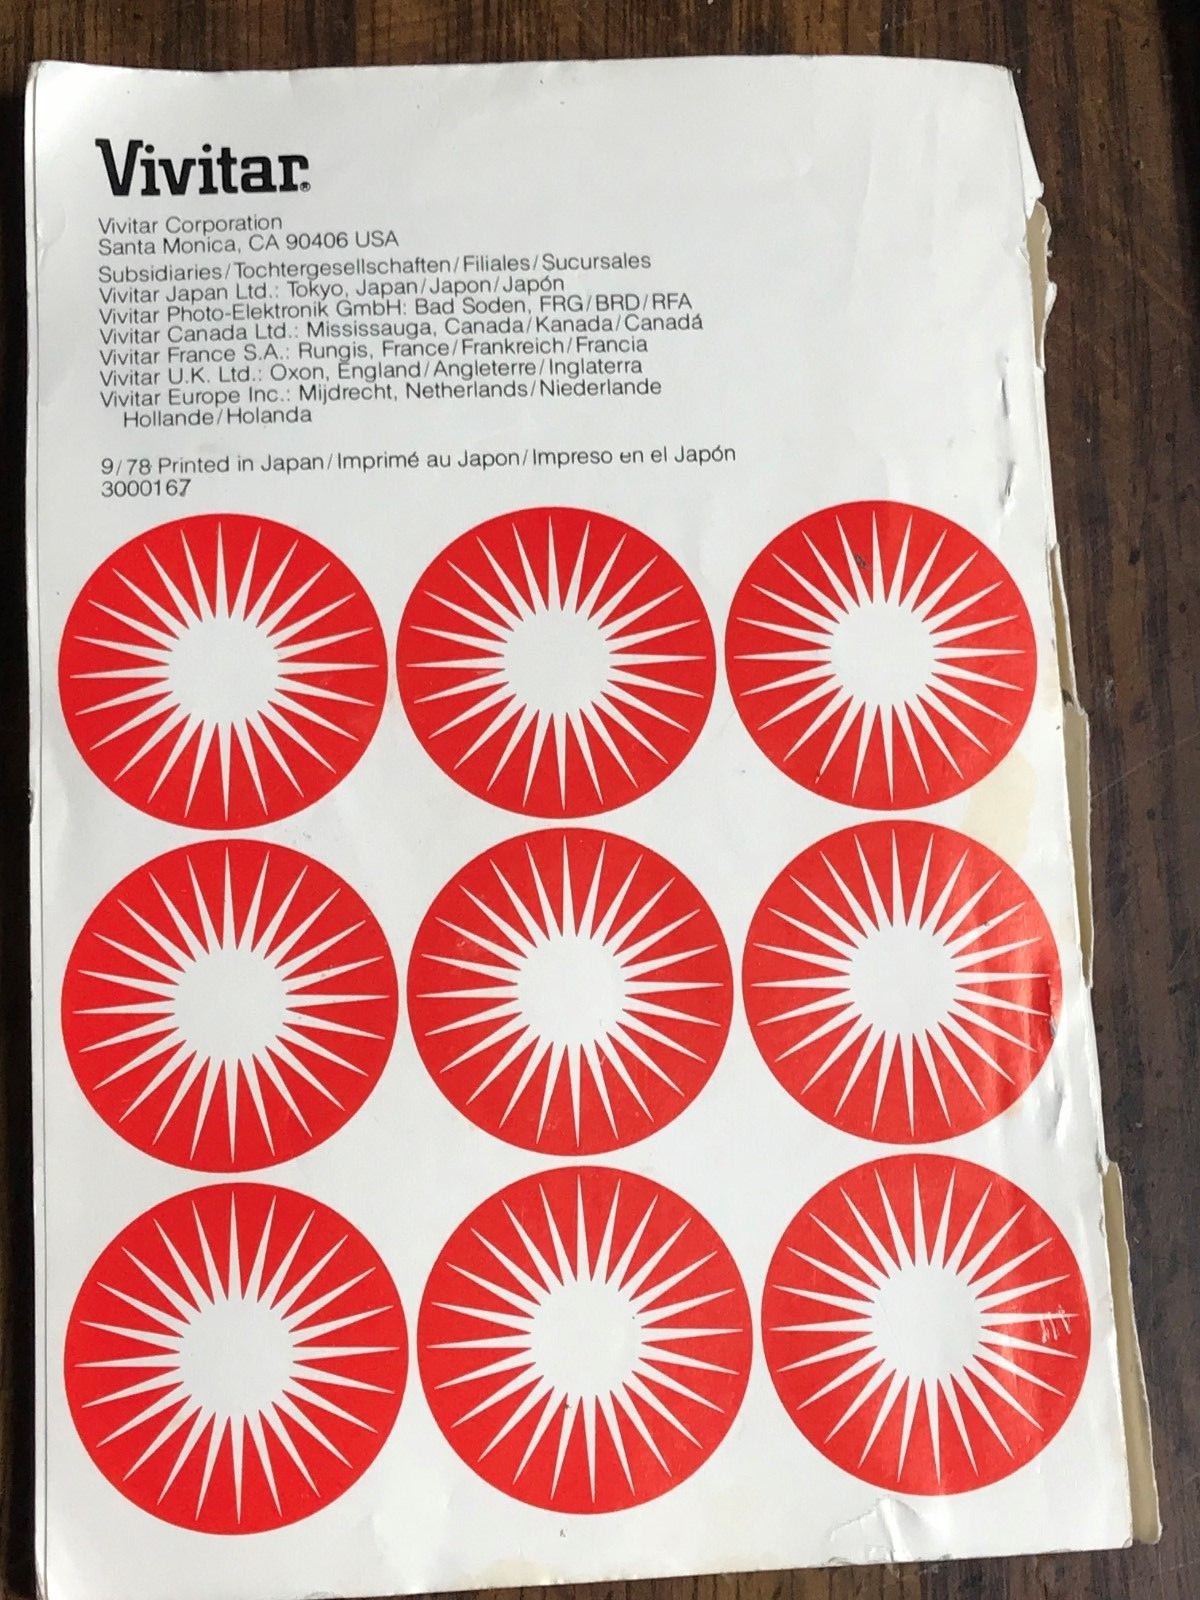 Vivitar®
Vivitar Corporation
Santa Monica, CA 90406 USA
Subsidiaries/Tochtergesellschaften/Filiales/Sucursales
Vivitar Japan Ltd.: Tokyo, Japan/Japon/Japón
Vivitar Photo-Elektronik GmbH: Bad Soden, FRG/BRD/RFA
Vivitar Canada Ltd.: Mississauga, Canada/Kanada/Canadá
Vivitar France S.A.: Rungis, France/Frankreich/Francia
Vivitar U.K. Ltd.: Oxon, England/Angleterre/Inglaterra
Vivitar Europe Inc.: Mijdrecht, Netherlands/Niederlande
Hollande/Holanda
9/78 Printed in Japan/Imprimé au Japon/Impreso en el Japón
3000167